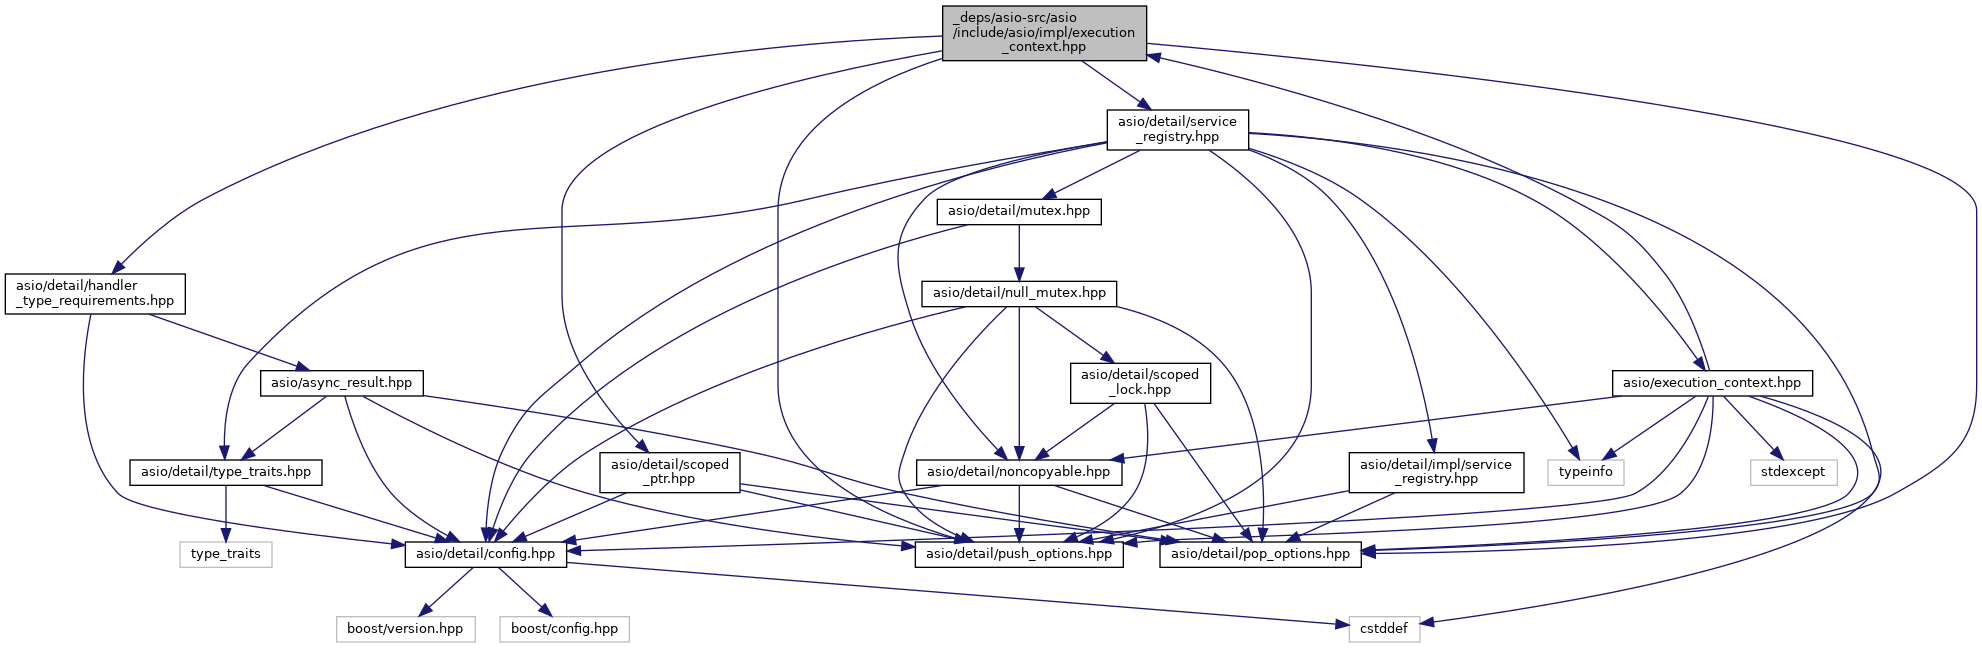 _deps/asio-src/asio
/include/asio/impl/execution
_context.hpp
asio/detail/service
_registry.hpp
asio/detail/mutex.hpp
asio/detail/handler
_type_requirements.hpp
asio/detail/null_mutex.hpp
asio/async_result.hpp
asio/detail/scoped
_lock.hpp
asio/execution_context.hpp
asio/detail/type_traits.hpp
asio/detail/scoped
_ptr.hpp
asio/detail/noncopyable.hpp
asio/detail/impl/service
_registry.hpp
typeinfo
stdexcept
type_traits
asio/detail/config.hpp
asio/detail/push_options.hpp
asio/detail/pop_options.hpp
boost/version.hpp
boost/config.hpp
cstddef